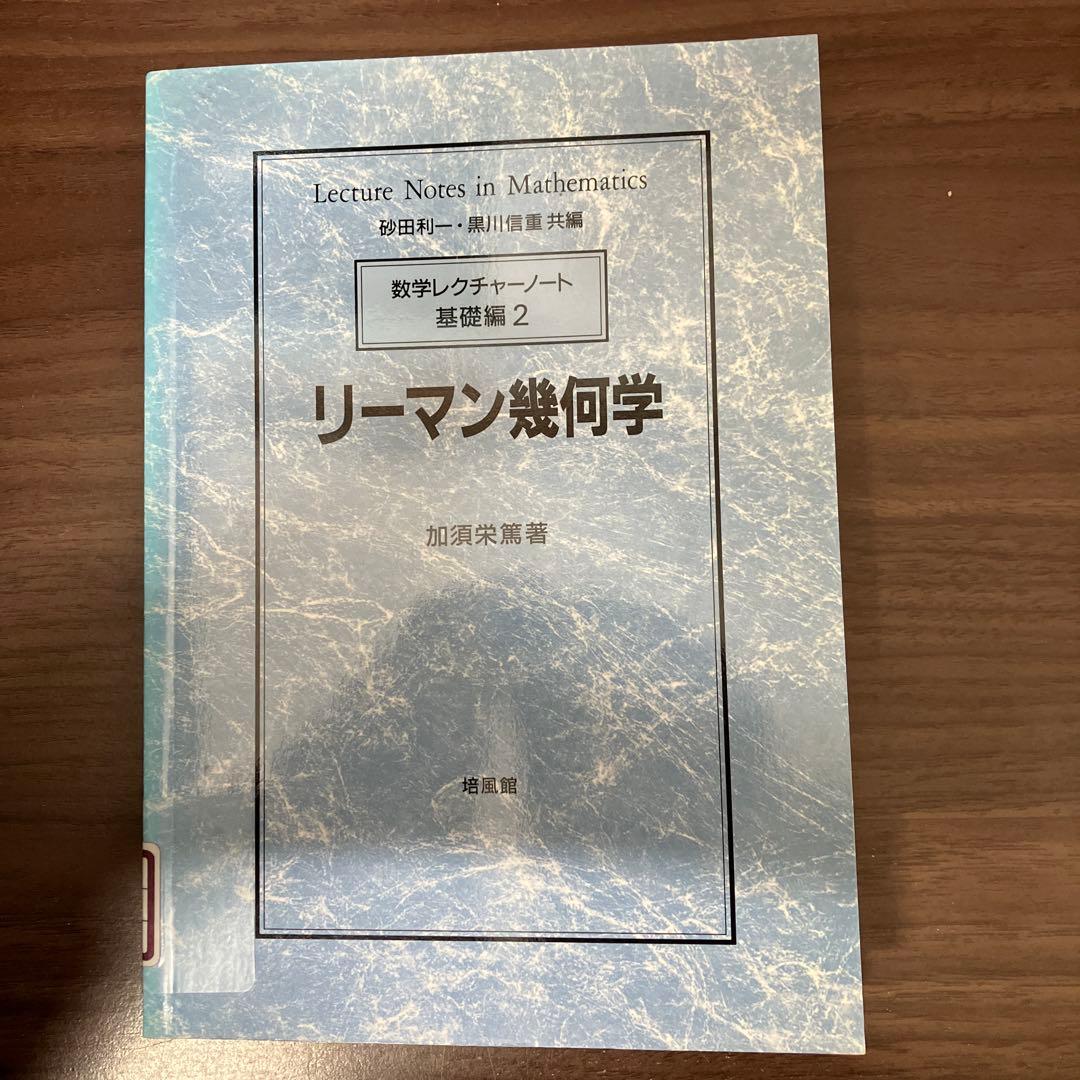 Lecture Notes in Mathematics
砂田利一・黒川信重 共編
数学レクチャーノート
基礎編 2
リーマン幾何学
加須栄篤著
培風館